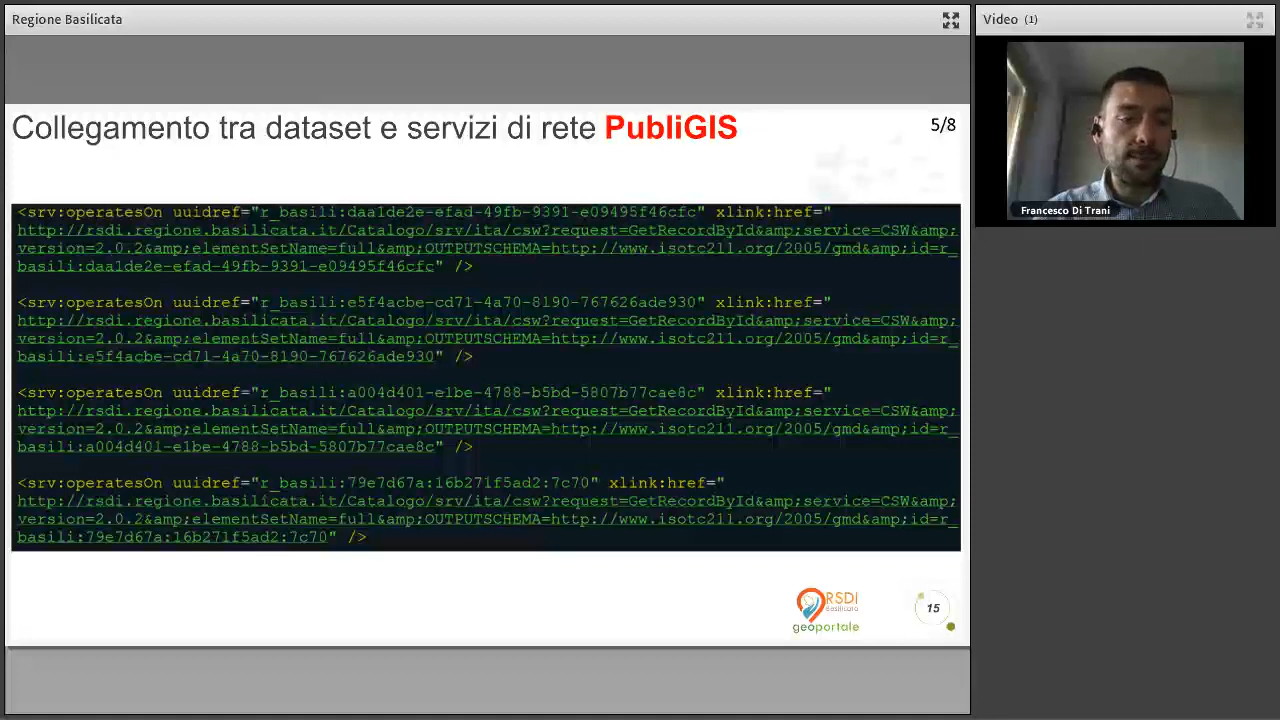 Regione Basilicata
Video (1)
Collegamento tra dataset e servizi di rete PubliGIS
5/8
Francesco Di Trani
<srv:operatesOn uuidref="r_basili:daa1de2e-efad-49fb-9391-e09495f46cfc" xlink:href="
http://rsdi.regione.basilicata.it/Catalogo/srv/ita/csw?request=GetRecordById&amp;service=CSW&amp;
version=2.0.2&amp;elementSetName=full&amp;OUTPUTSCHEMA=http://www.isotc211.org/2005/gmd&amp;id=r_
basili:daa1de2e-efad-49fb-9391-e09495f46cfc" />
<srv:operatesOn uuidref="r_basili:e5f4acbe-cd71-4a70-8190-767626ade930" xlink:href="
http://rsdi.regione.basilicata.it/Catalogo/srv/ita/csw?request=GetRecordById&amp;service=CSW&amp;
version=2.0.2&amp;elementSetName=full&amp;OUTPUTSCHEMA=http://www.isotc211.org/2005/gmd&amp;id=r_
basili:e5f4acbe-cd71-4a70-8190-767626ade930" />
<srv:operatesOn uuidref="r_basili:a004d401-e1be-4788-b5bd-5807b77cae8c" xlink:href="
http://rsdi.regione.basilicata.it/Catalogo/srv/ita/csw?request=GetRecordById&amp;service=CSW&amp;
version=2.0.2&amp;elementSetName=full&amp;OUTPUTSCHEMA=http://www.isotc211.org/2005/gmd&amp;id=r_
basili:a004d401-e1be-4788-b5bd-5807b77cae8c" />
<srv:operatesOn uuidref="r_basili:79e7d67a:16b271f5ad2:7c70" xlink:href="
http://rsdi.regione.basilicata.it/Catalogo/srv/ita/csw?request=GetRecordById&amp;service=CSW&amp;
version=2.0.2&amp;elementSetName=full&amp;OUTPUTSCHEMA=http://www.isotc211.org/2005/gmd&amp;id=r_
basili:79e7d67a:16b271f5ad2:7c70" />
RSDI
Basilicata
geoportale
15